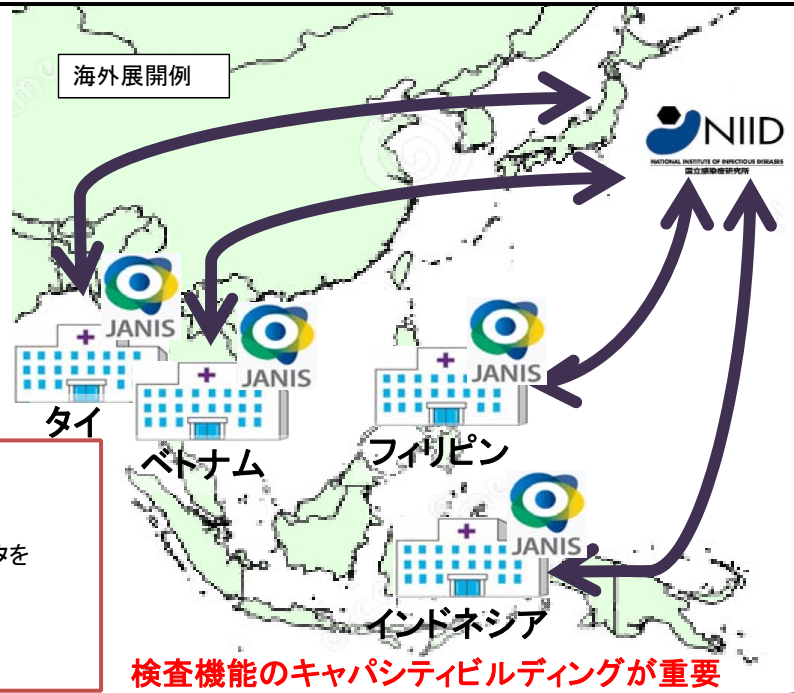 海外展開例
NIID
NATIONAL INSTITUTE OF INFECTIOUS DISEASES
国立感染症研究所
JANIS
JANIS
JANIS
タイ
ベトナム
フィリピン
タを
JANIS
インドネシア
検査機能のキャパシティビルディングが重要